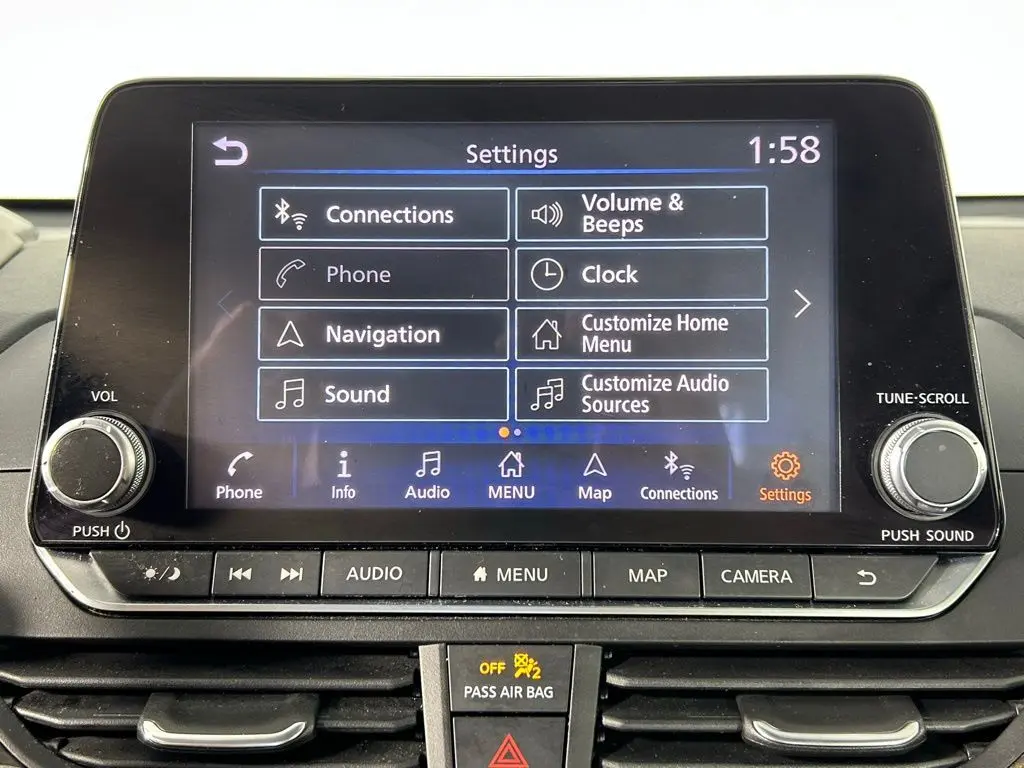 Settings
1:58
Connections
Volume &
Beeps
Phone
Clock
Navigation
Customize Home
Menu
Sound
Customize Audio
Sources
VOL
TUNE·SCROLL
Phone
Info
Audio
MENU
Map
Connections
Settings
PUSH
PUSH SOUND
AUDIO
MENU
MAP
CAMERA
OFF
2
PASS AIR BAG